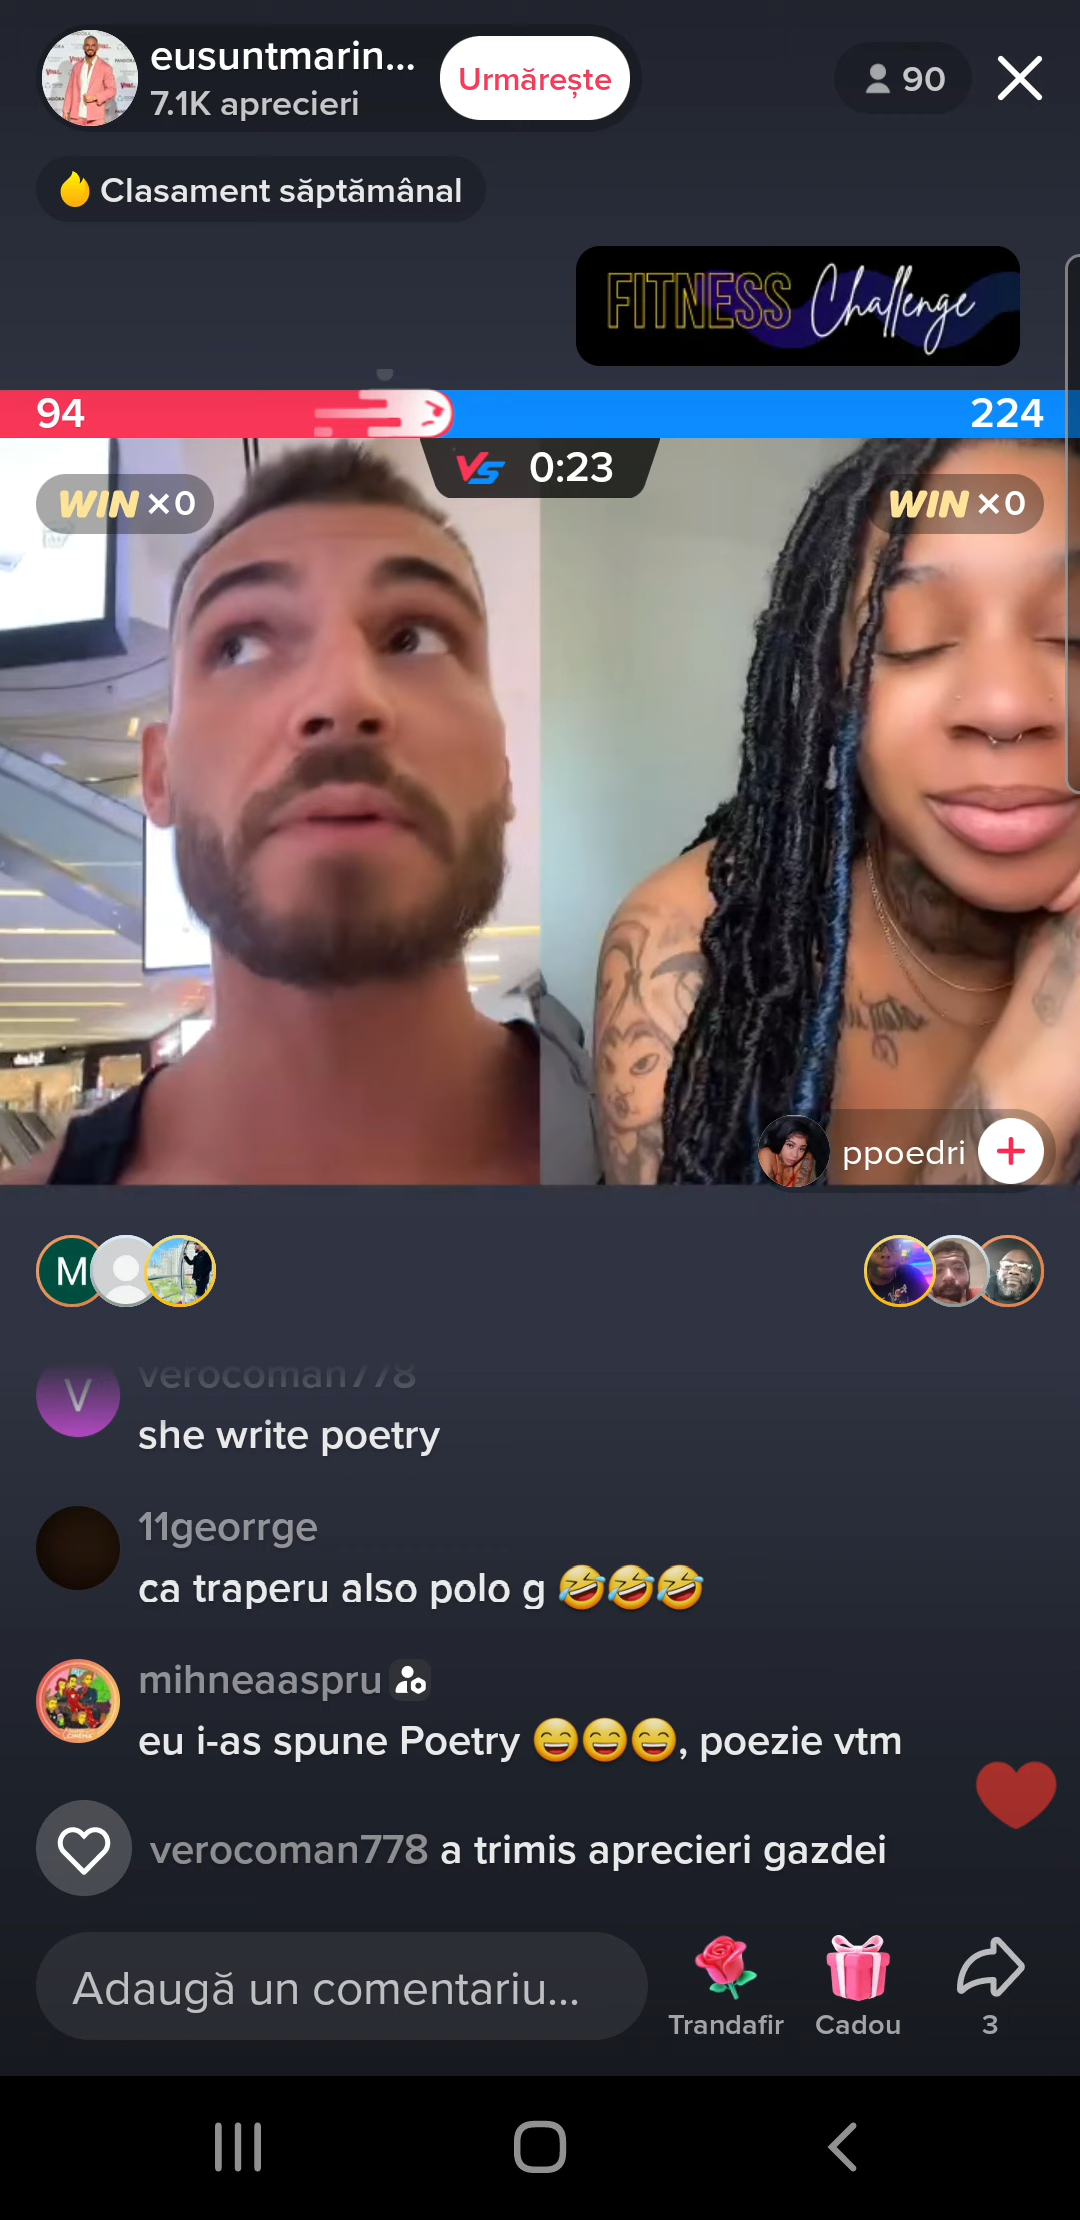 eusuntmarin...
7.1K aprecieri
Urmărește
90
Clasament săptămânal
FITNESS Challenge
94
224
VS 0:23
WIN ×0
WIN ×0
ppoedri
M
V
verocoman778
she write poetry
11georrge
ca traperu also polo g 🤣🤣🤣
mihneaaspru
eu i-as spune Poetry 😄😄😄, poezie vtm
verocoman778 a trimis aprecieri gazdei
Adaugă un comentariu...
Trandafir
Cadou
3